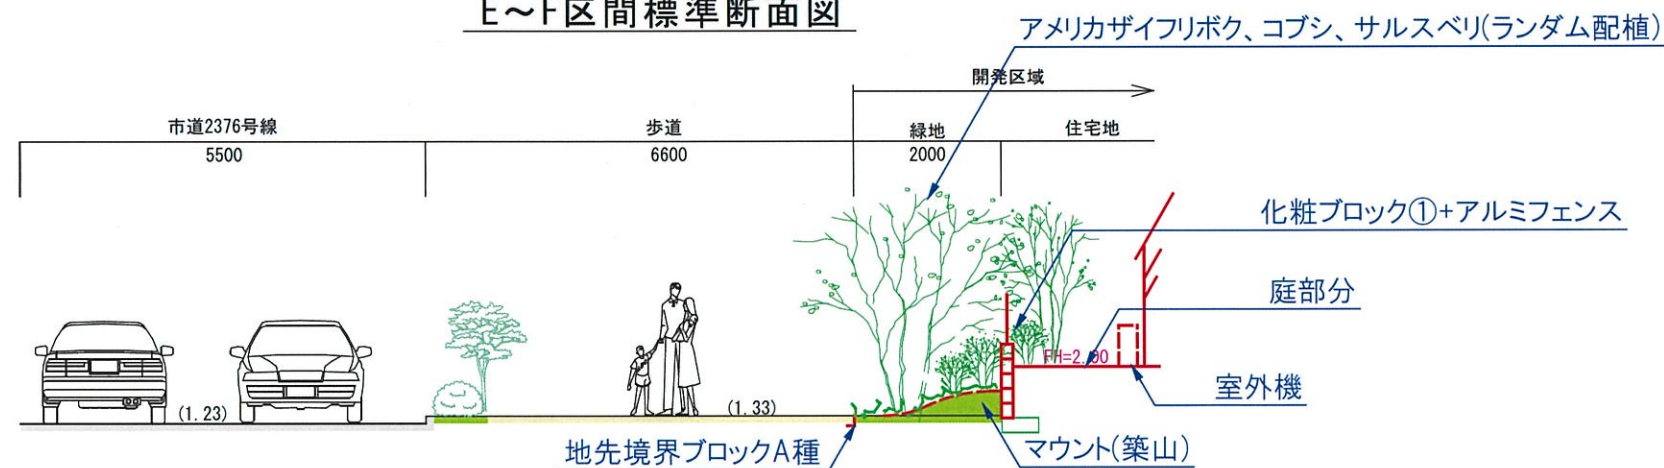 E～F区間標準断面図
アメリカザイフリボク、コブシ、サルスベリ(ランダム配植)
開発区域
市道2376号線
歩道
緑地
住宅地
5500
6600
2000
化粧ブロック①+アルミフェンス
庭部分
室外機
(1.23)
(1.33)
地先境界ブロックA種
マウント(築山)